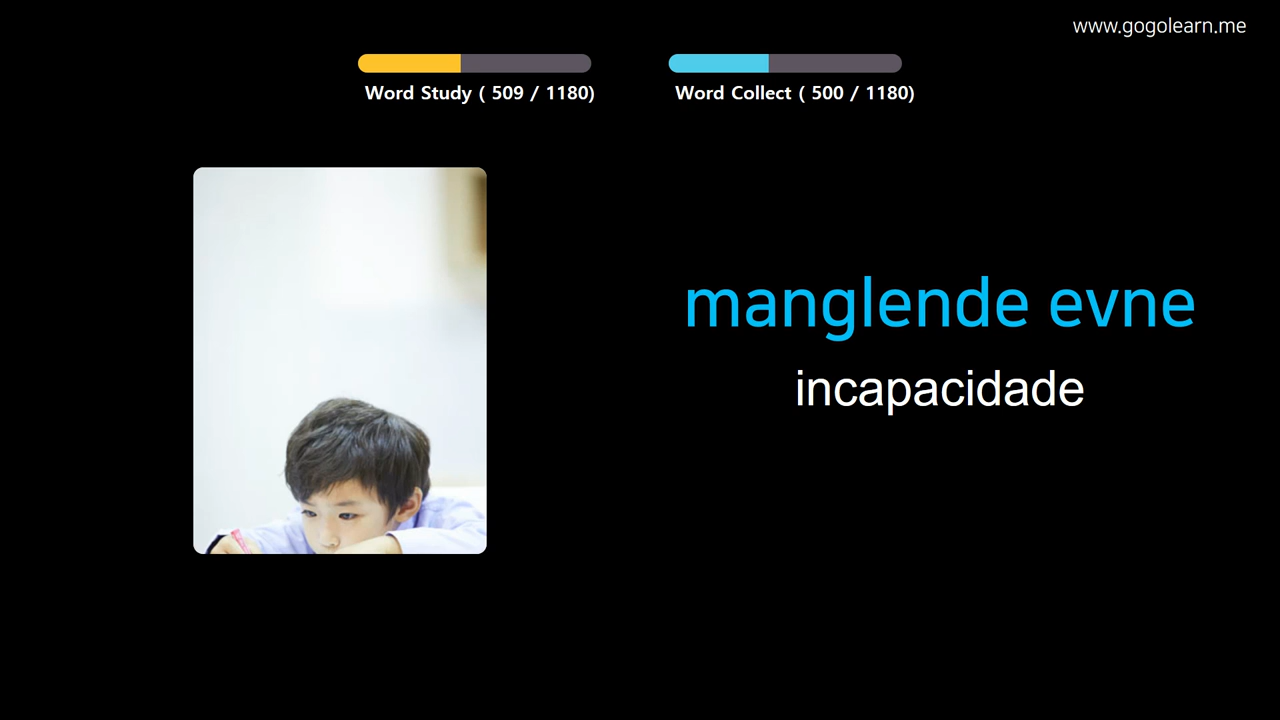 www.gogolearn.me
Word Study ( 509 / 1180)
Word Collect ( 500 / 1180)
manglende evne
incapacidade